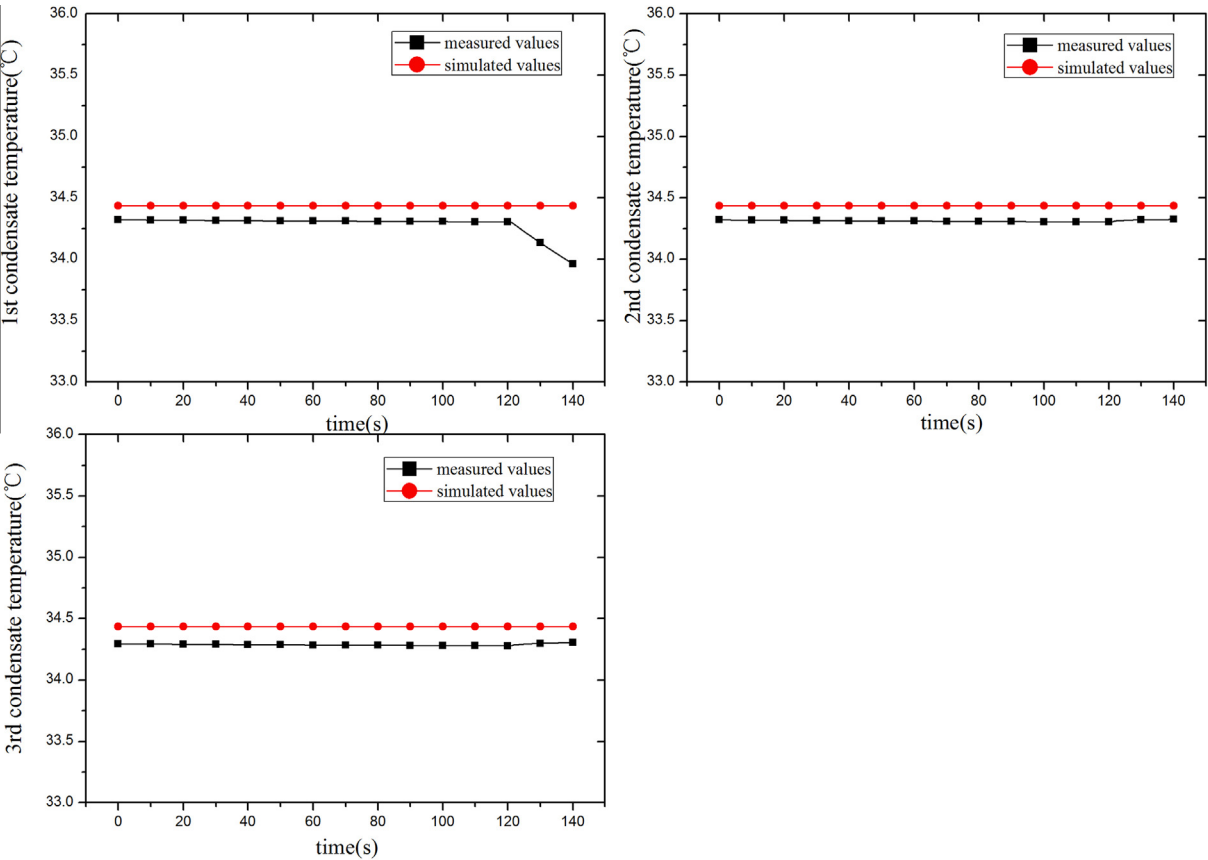 36.0
35.5
35.0
34.5
34.0
33.5
33.0
1st condensate temperature(℃)
measured values
simulated values
0 20 40 60 80 100 120 140
time(s)
36.0
35.5
35.0
34.5
34.0
33.5
33.0
2nd condensate temperature(℃)
measured values
simulated values
0 20 40 60 80 100 120 140
time(s)
36.0
35.5
35.0
34.5
34.0
33.5
33.0
3rd condensate temperature(℃)
measured values
simulated values
0 20 40 60 80 100 120 140
time(s)